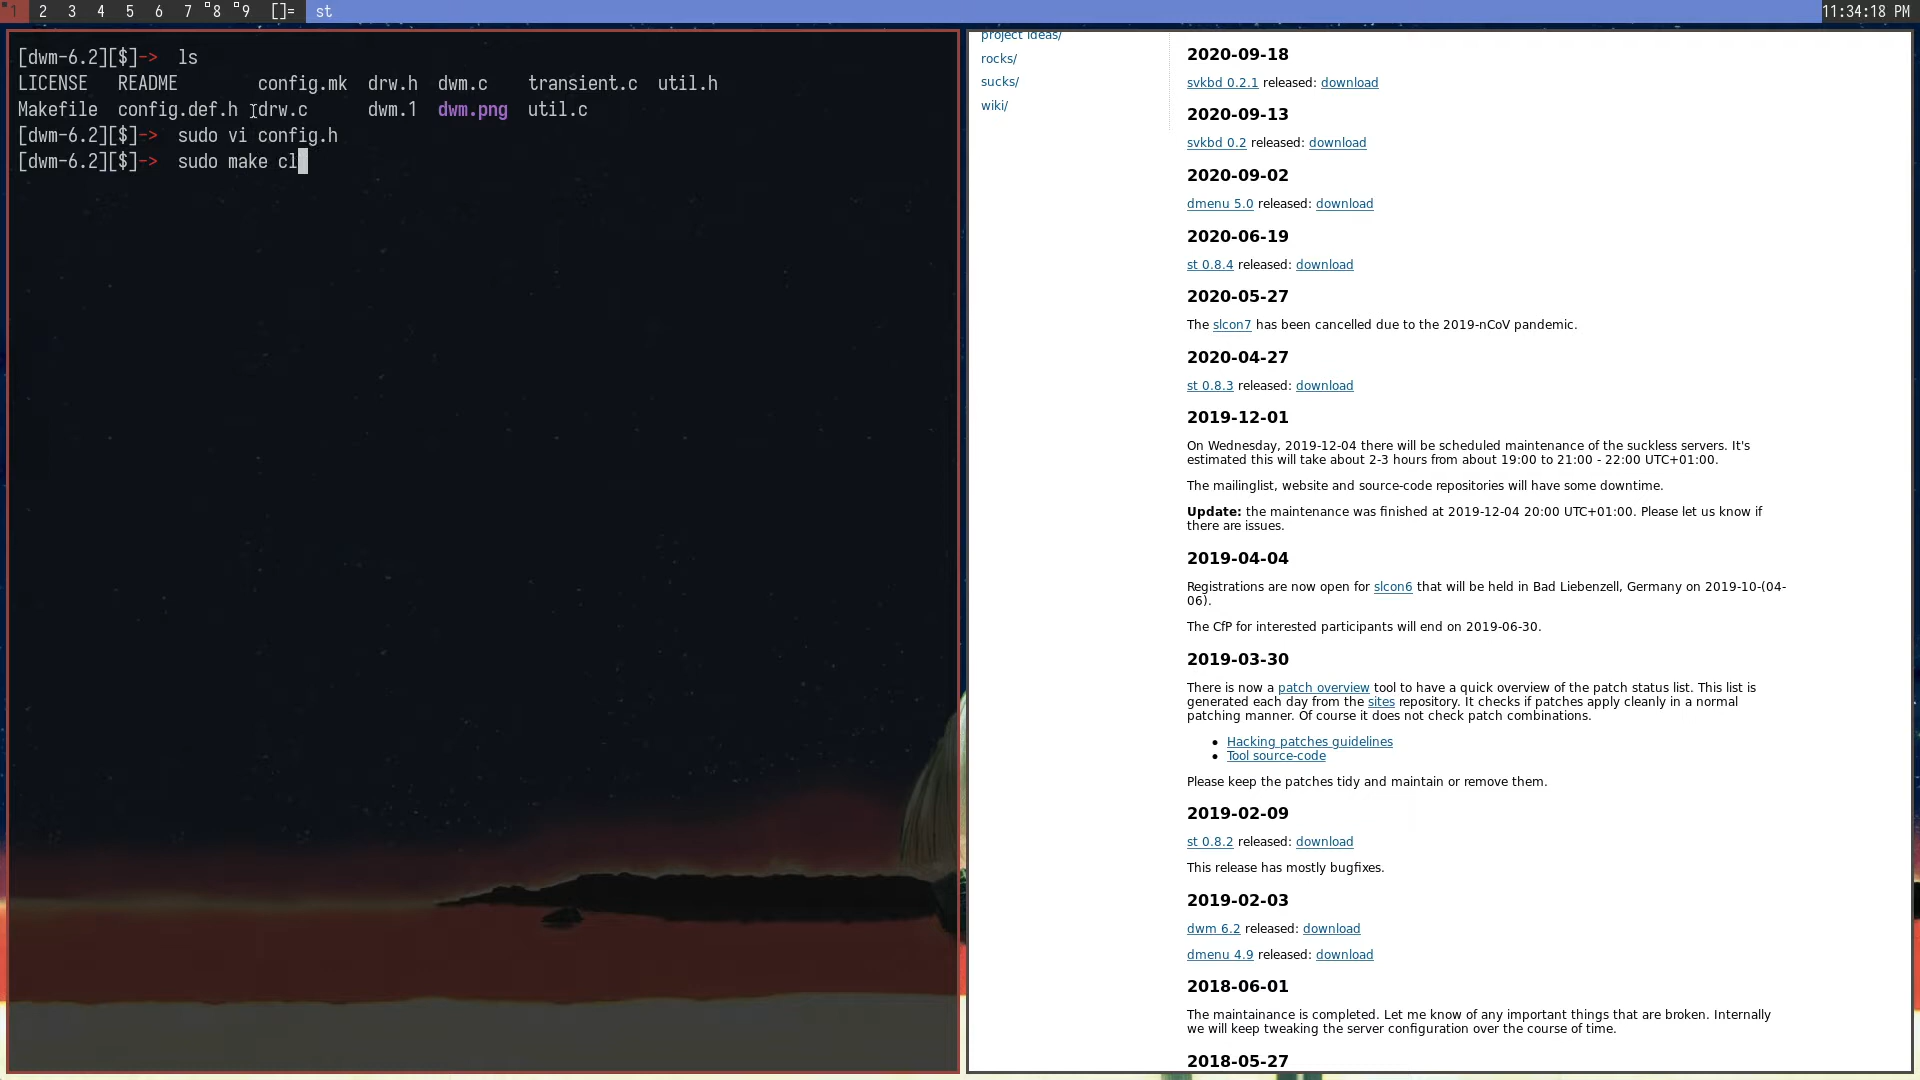 1 2 3 4 5 6 7 8 9 []= st 11:34:18 PM
[dwm-6.2][$]-> ls
LICENSE README config.mk drw.h dwm.c transient.c util.h
Makefile config.def.h drw.c dwm.1 dwm.png util.c
[dwm-6.2][$]-> sudo vi config.h
[dwm-6.2][$]-> sudo make cl
project ideas/
rocks/
sucks/
wiki/
2020-09-18
svkbd 0.2.1 released: download
2020-09-13
svkbd 0.2 released: download
2020-09-02
dmenu 5.0 released: download
2020-06-19
st 0.8.4 released: download
2020-05-27
The slcon7 has been cancelled due to the 2019-nCoV pandemic.
2020-04-27
st 0.8.3 released: download
2019-12-01
On Wednesday, 2019-12-04 there will be scheduled maintenance of the suckless servers. It's
estimated this will take about 2-3 hours from about 19:00 to 21:00 - 22:00 UTC+01:00.
The mailinglist, website and source-code repositories will have some downtime.
Update: the maintenance was finished at 2019-12-04 20:00 UTC+01:00. Please let us know if
there are issues.
2019-04-04
Registrations are now open for slcon6 that will be held in Bad Liebenzell, Germany on 2019-10-(04-
06).
The CfP for interested participants will end on 2019-06-30.
2019-03-30
There is now a patch overview tool to have a quick overview of the patch status list. This list is
generated each day from the sites repository. It checks if patches apply cleanly in a normal
patching manner. Of course it does not check patch combinations.
• Hacking patches guidelines
• Tool source-code
Please keep the patches tidy and maintain or remove them.
2019-02-09
st 0.8.2 released: download
This release has mostly bugfixes.
2019-02-03
dwm 6.2 released: download
dmenu 4.9 released: download
2018-06-01
The maintainance is completed. Let me know of any important things that are broken. Internally
we will keep tweaking the server configuration over the course of time.
2018-05-27